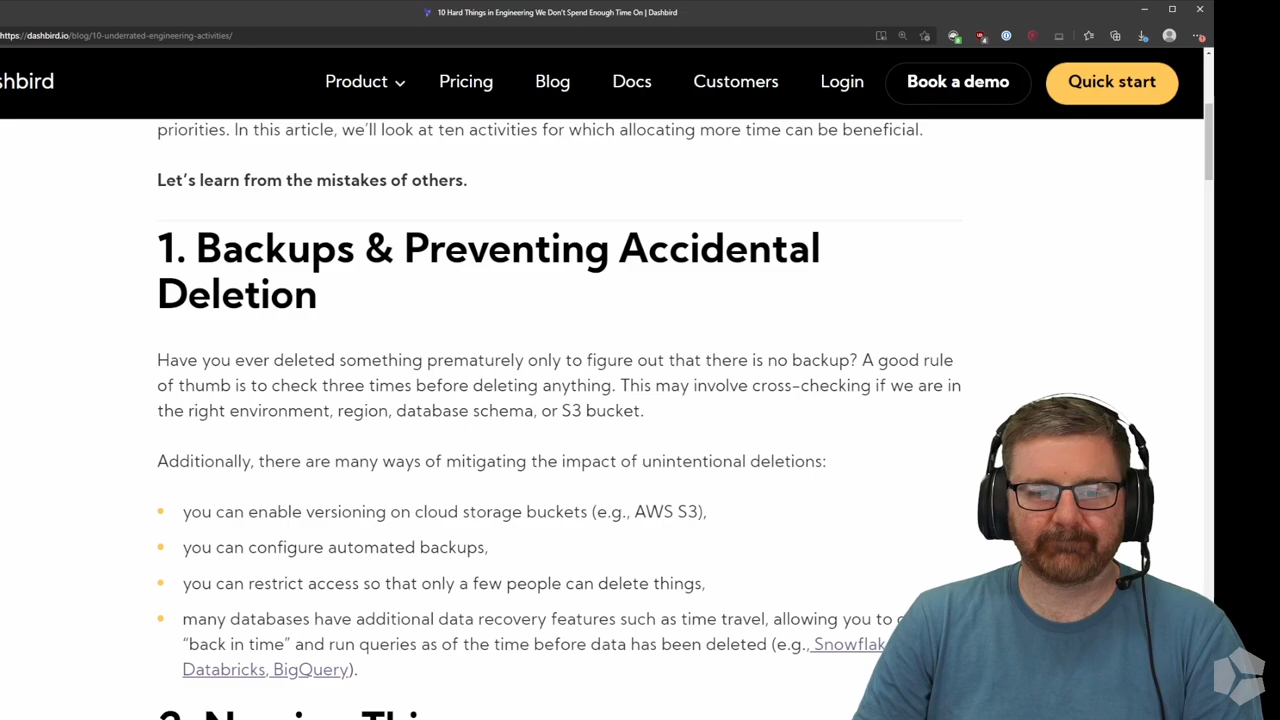 10 Hard Things in Engineering We Don't Spend Enough Time On | Dashbird
https://dashbird.io/blog/10-underrated-engineering-activities/
shbird
Product
Pricing
Blog
Docs
Customers
Login
Book a demo
Quick start
priorities. In this article, we'll look at ten activities for which allocating more time can be beneficial.
Let's learn from the mistakes of others.
1. Backups & Preventing Accidental
Deletion
Have you ever deleted something prematurely only to figure out that there is no backup? A good rule
of thumb is to check three times before deleting anything. This may involve cross-checking if we are in
the right environment, region, database schema, or S3 bucket.
Additionally, there are many ways of mitigating the impact of unintentional deletions:
you can enable versioning on cloud storage buckets (e.g., AWS S3),
you can configure automated backups,
you can restrict access so that only a few people can delete things,
many databases have additional data recovery features such as time travel, allowing you to
"back in time" and run queries as of the time before data has been deleted (e.g., Snowflak
Databricks, BigQuery).